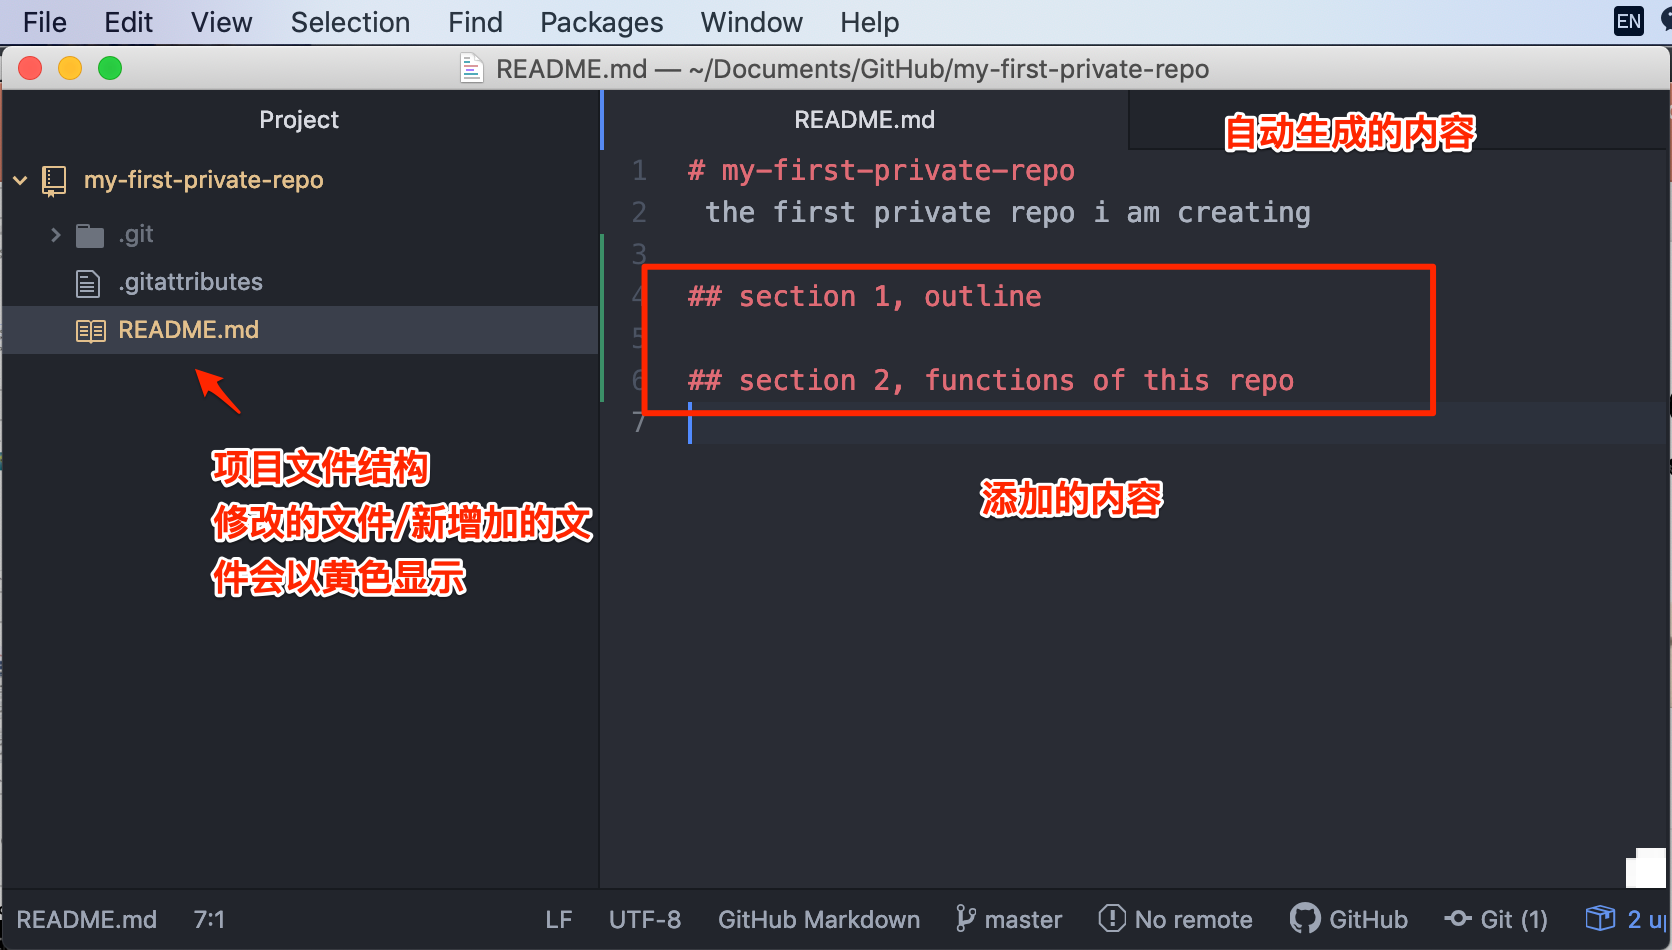 File Edit View Selection Find Packages Window Help EN
README.md — ~/Documents/GitHub/my-first-private-repo
Project
README.md
自动生成的内容
my-first-private-repo
.git
.gitattributes
README.md
项目文件结构
修改的文件/新增加的文
件会以黄色显示
1 # my-first-private-repo
2 the first private repo i am creating
3
4 ## section 1, outline
5
6 ## section 2, functions of this repo
7
添加的内容
README.md 7:1 LF UTF-8 GitHub Markdown master No remote GitHub Git (1) 2